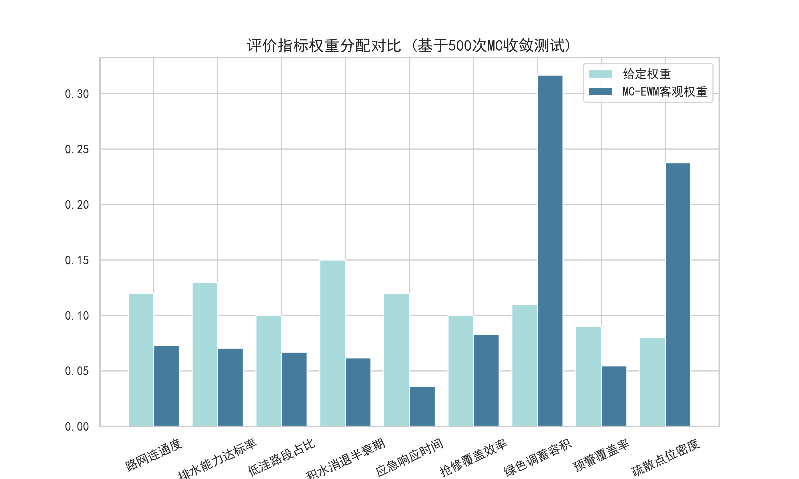 评价指标权重分配对比 (基于500次MC收敛测试)
给定权重
MC-EWM客观权重
0.30
0.25
0.20
0.15
0.10
0.05
0.00
路网连通度
排水能力达标率
低洼路段占比
积水消退半衰期
应急响应时间
抢修覆盖效率
绿色调蓄容积
预警覆盖率
疏散点位密度